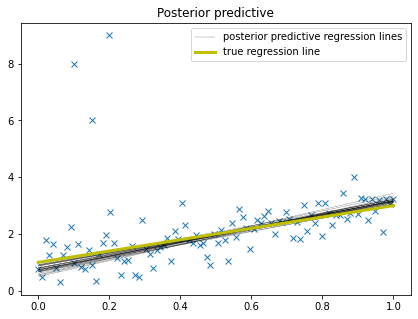 Posterior predictive
posterior predictive regression lines
true regression line
8
6
4
2
0
0.0 0.2 0.4 0.6 0.8 1.0